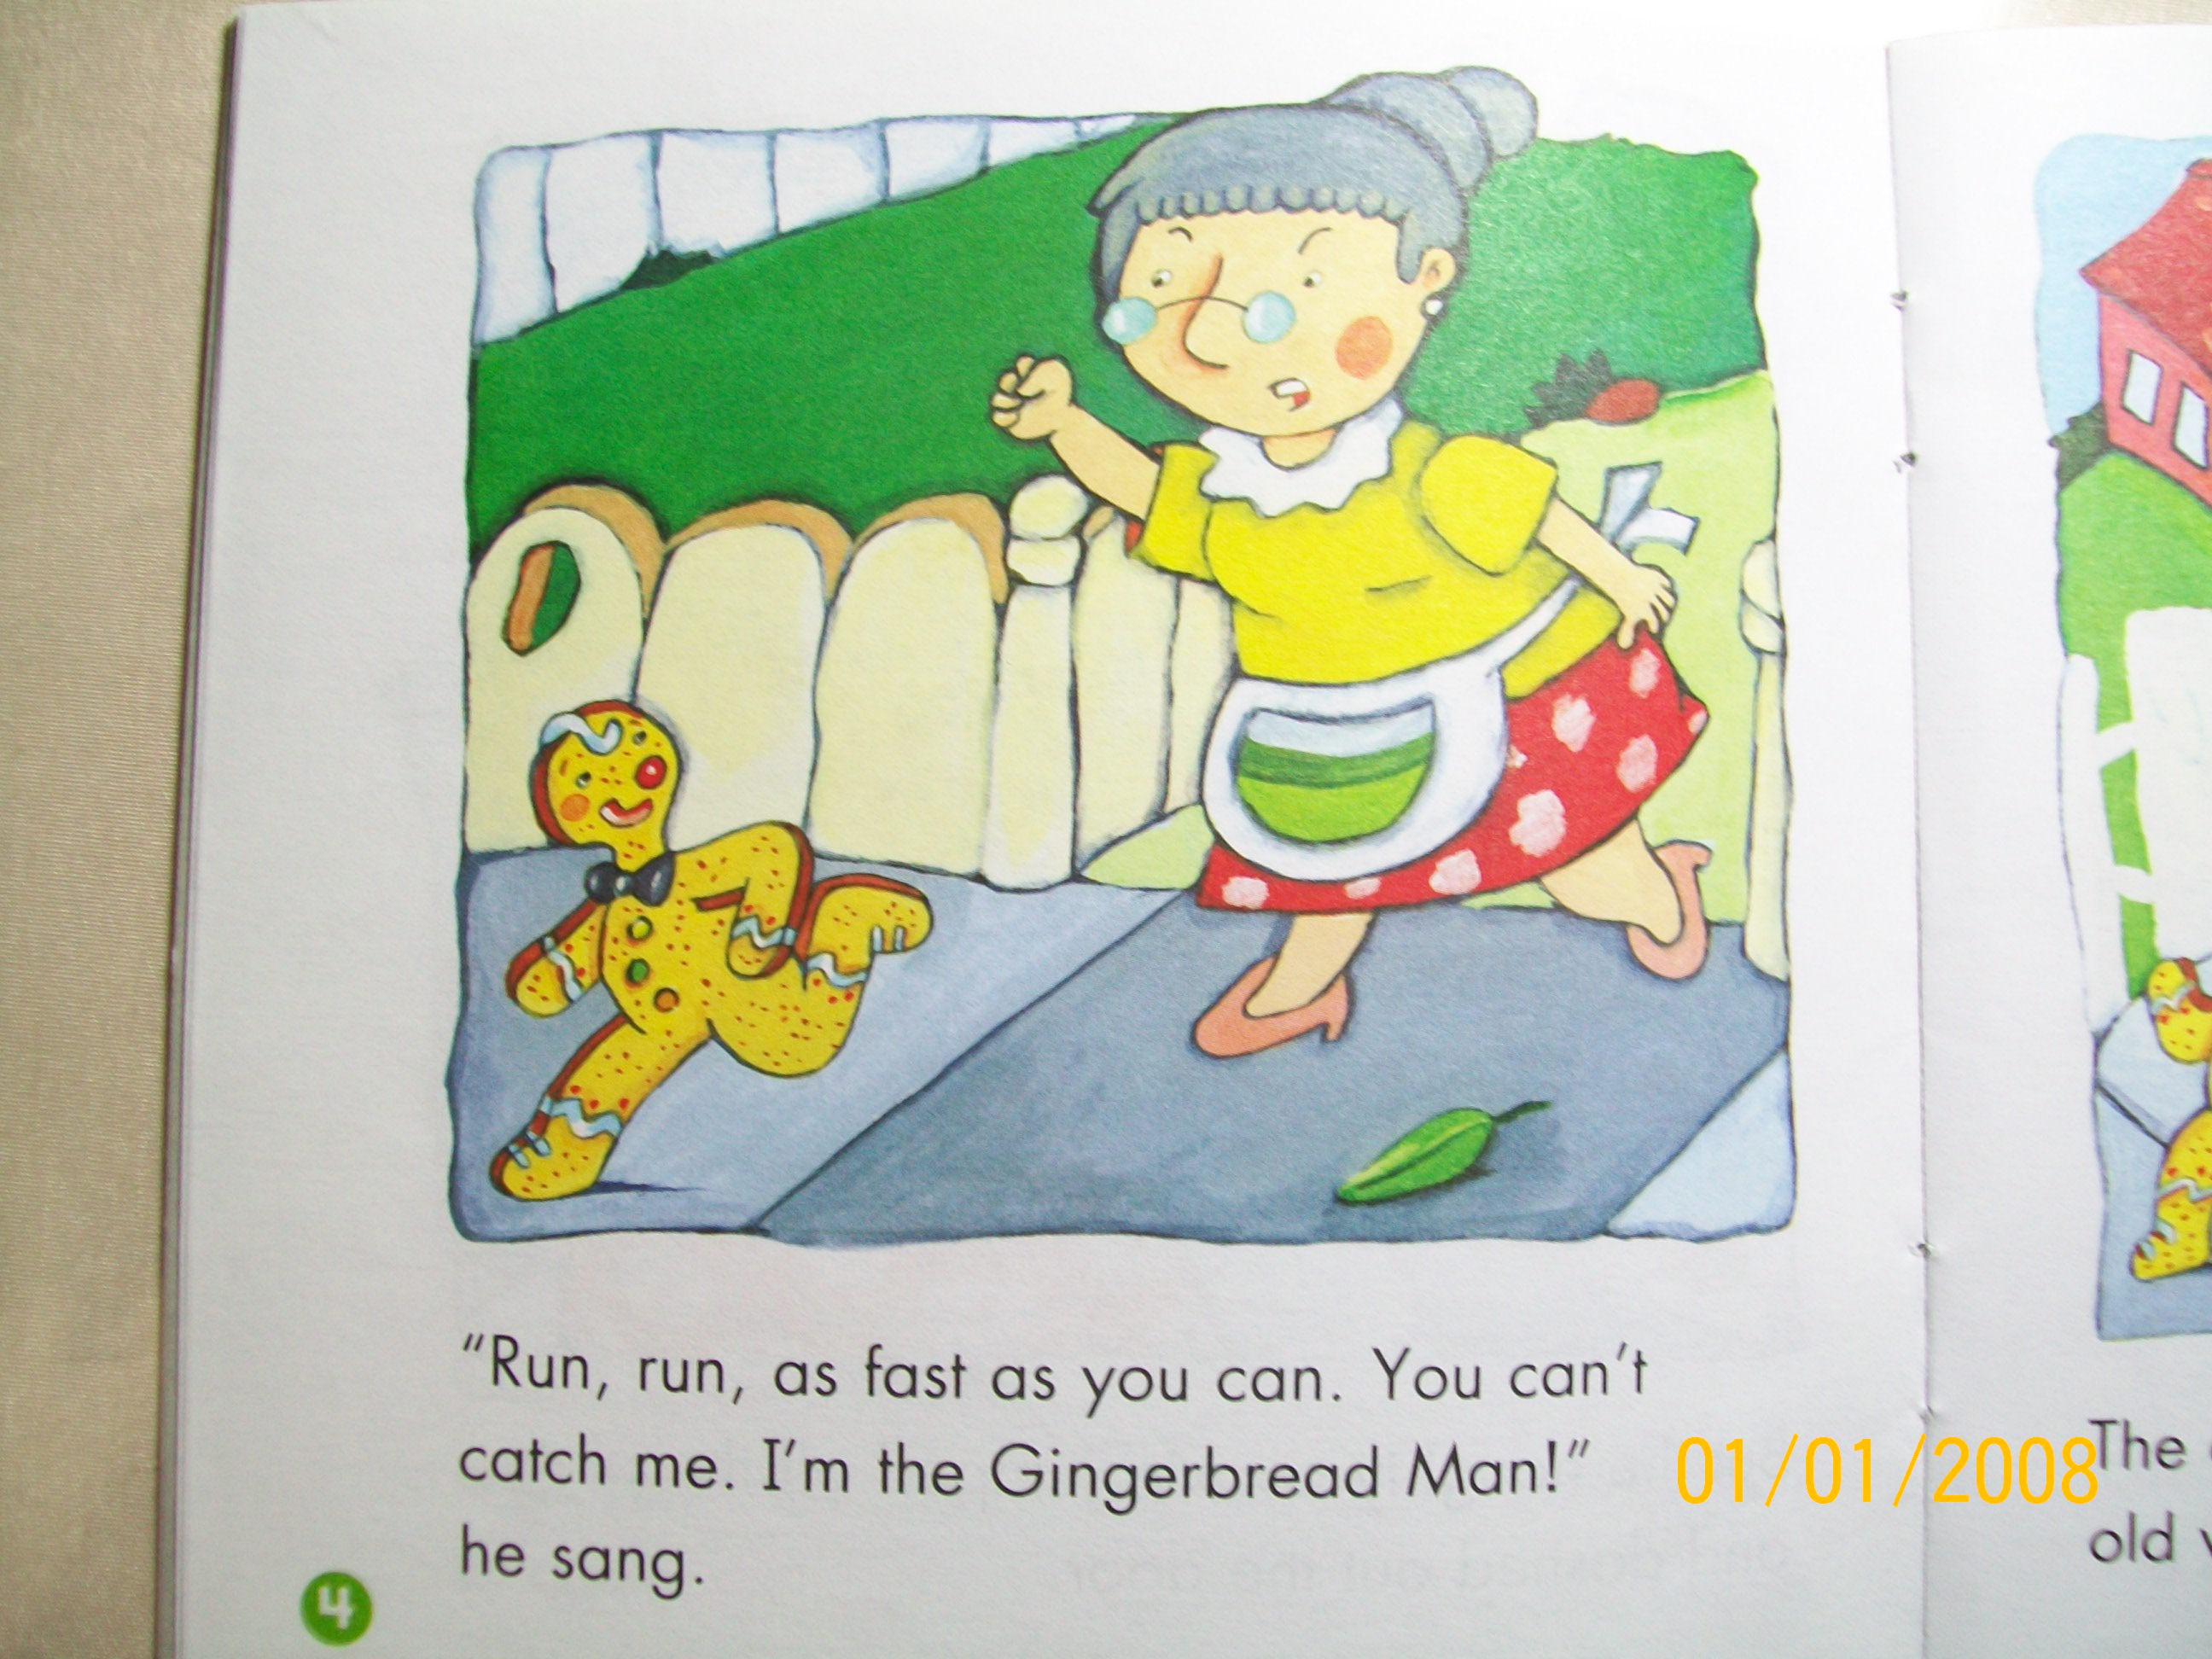 “Run, run, as fast as you can. You can’t
catch me. I’m the Gingerbread Man!”
he sang.
4
The
old
01/01/2008